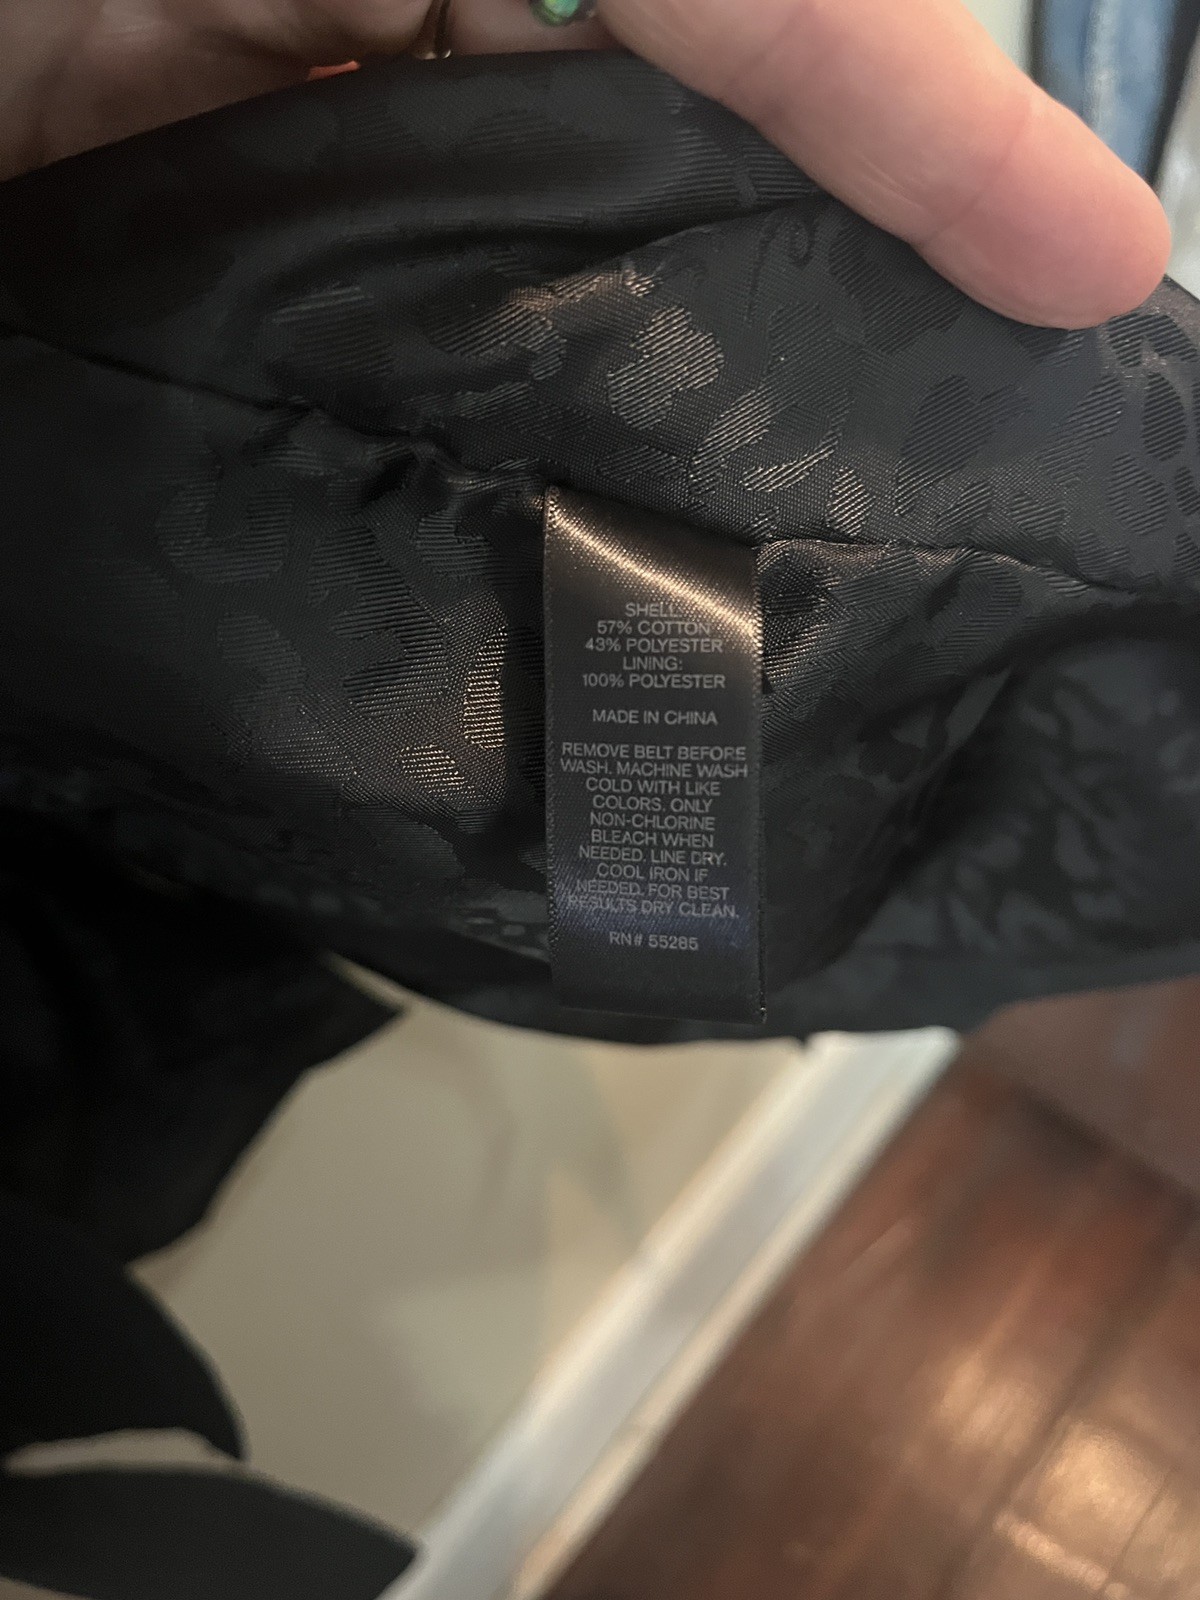 SHELL:
57% COTTON
43% POLYESTER
LINING:
100% POLYESTER
MADE IN CHINA
REMOVE BELT BEFORE
WASH. MACHINE WASH
COLD WITH LIKE
COLORS. ONLY
NON-CHLORINE
BLEACH WHEN
NEEDED. LINE DRY.
COOL IRON IF
NEEDED. FOR BEST
RESULTS DRY CLEAN.
RN# 55285